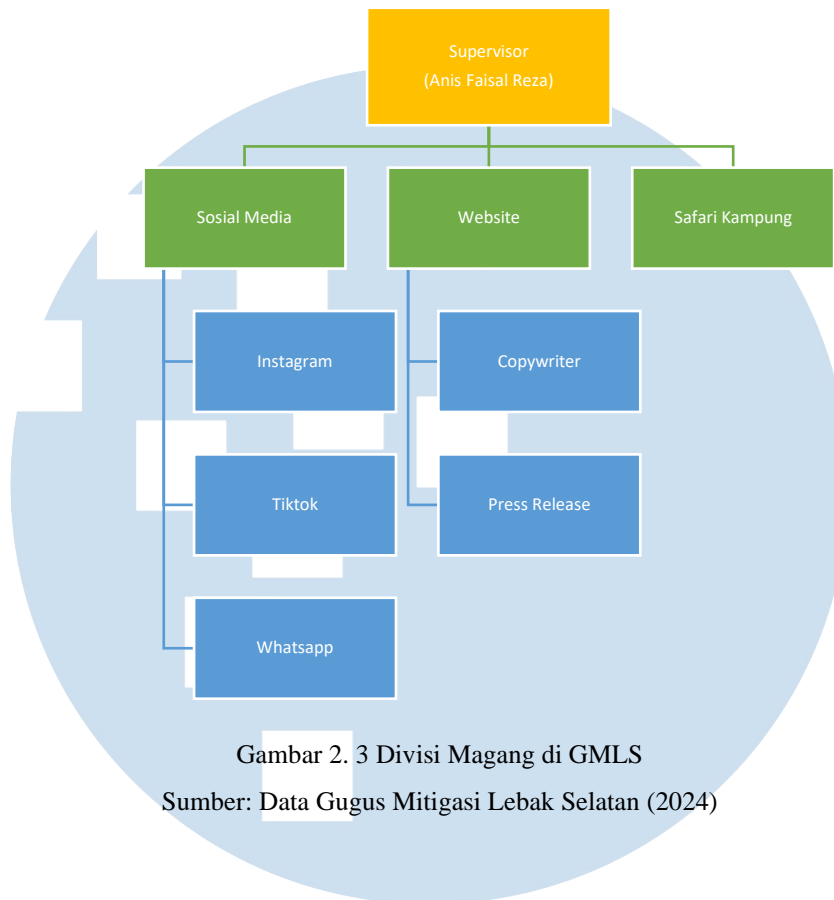 Supervisor
(Anis Faisal Reza)
Sosial Media
Website
Safari Kampung
Instagram
Copywriter
Tiktok
Press Release
Whatsapp
Gambar 2. 3 Divisi Magang di GMLS
Sumber: Data Gugus Mitigasi Lebak Selatan (2024)